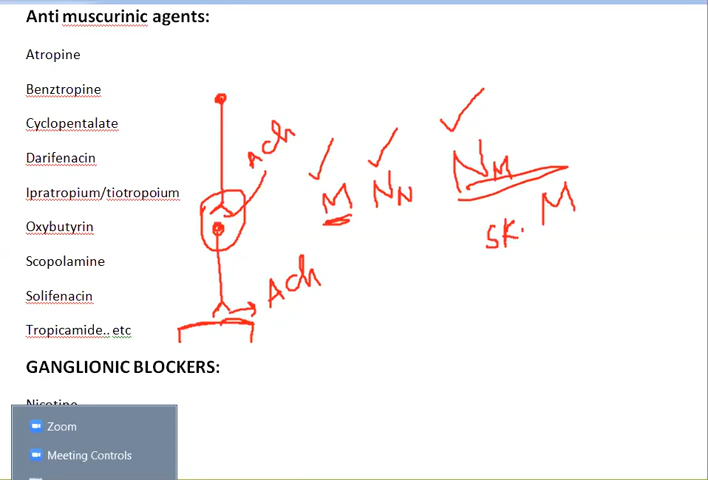 Anti muscurinic agents:
Atropine
Benztropine
Cyclopentalate
Darifenacin
Ipratropium/tiotropoium
Oxybutyrin
Scopolamine
Solifenacin
Tropicamide.. etc
GANGLIONIC BLOCKERS:
Nicotine
ACh
M NN NM
SK. M
ACh
Zoom
Meeting Controls